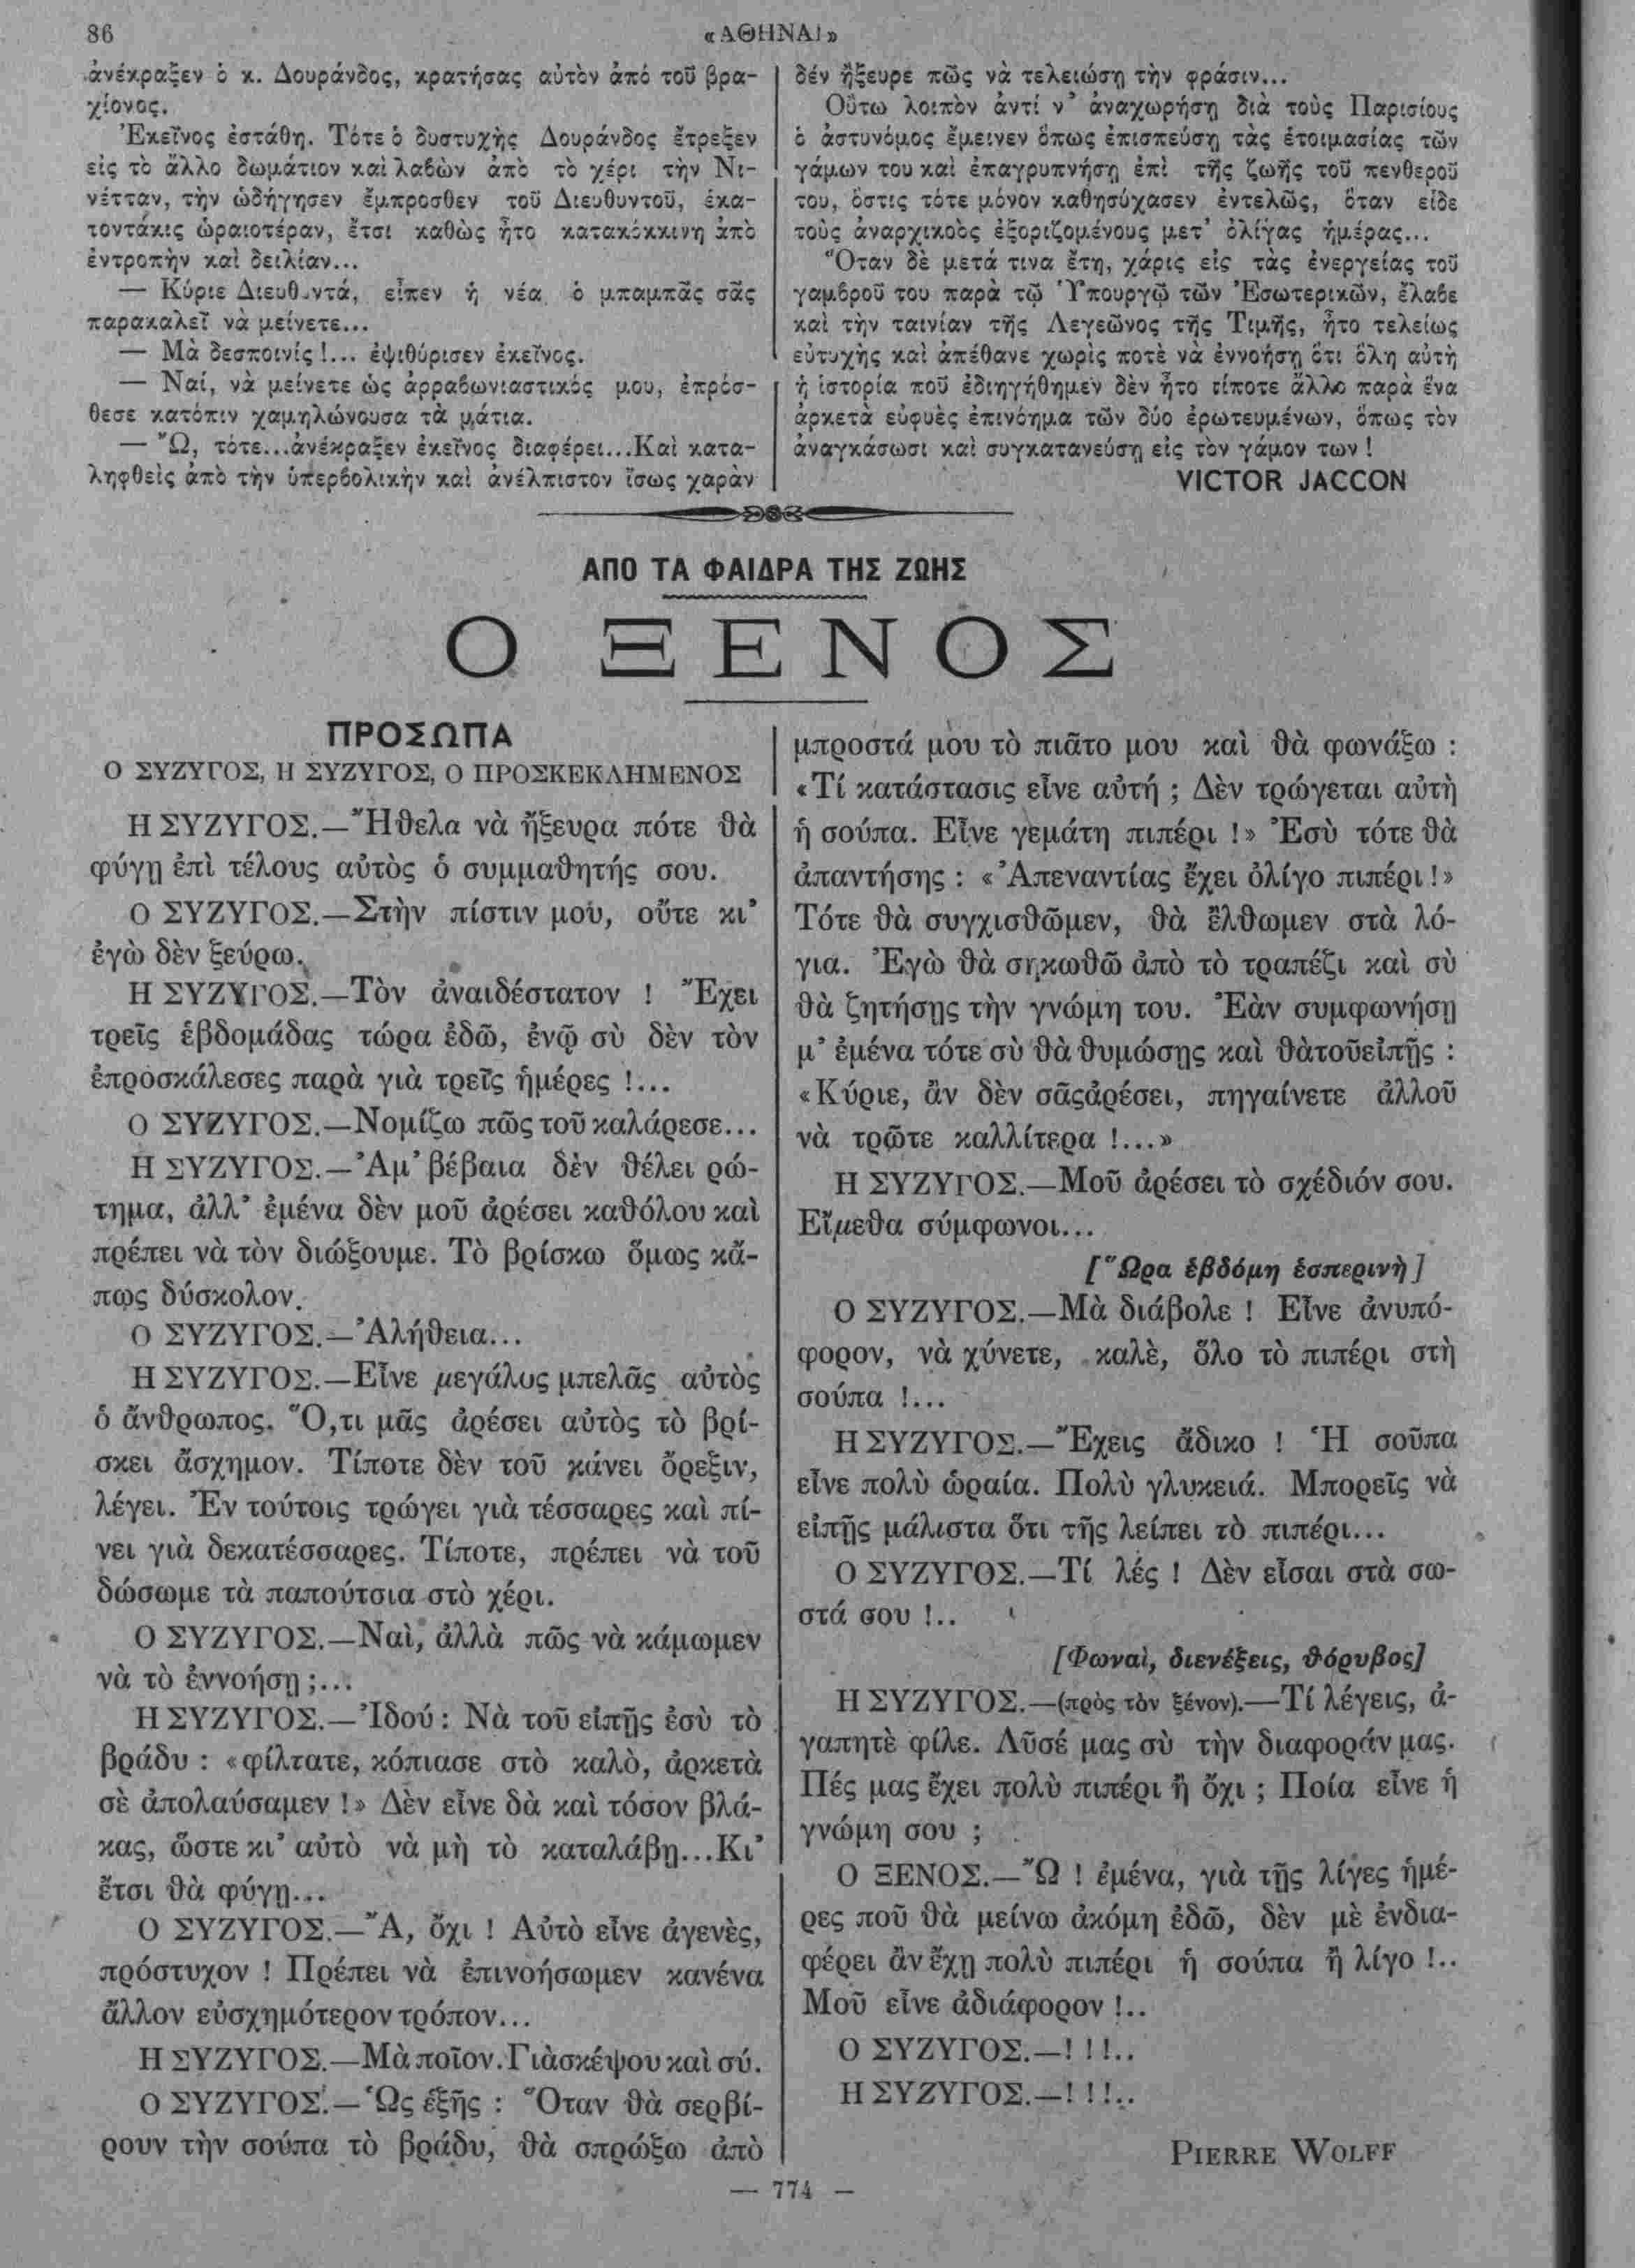 86
«ΑΘΗΝΑΙ»
ἀνέκραξεν ὁ κ. Δουράνδος, κρατήσας αὐτὸν ἀπό τοῦ βρα-
χίονος.
Ἐκεῖνος ἐστάθη. Τότε ὁ δυστυχὴς Δουράνδος ἔτρεξεν
εἰς τὸ ἄλλο δωμάτιον καὶ λαβὼν ἀπὸ τὸ χέρι τὴν Νι-
νέτταν, τὴν ὡδήγησεν ἔμπροσθεν τοῦ Διευθυντοῦ, ἑκα-
τοντάκις ὡραιοτέραν, ἔτσι καθὼς ἦτο κατακόκκινη ἀπὸ
ἐντροπὴν καὶ δειλίαν...
— Κύριε Διευθυντά, εἶπεν ἡ νέα ὁ μπαμπᾶς σᾶς
παρακαλεῖ νὰ μείνετε...
— Μὰ δεσποινίς!... ἐψιθύρισεν ἐκεῖνος.
— Ναί, νὰ μείνετε ὡς ἀρραβωνιαστικός μου, ἐπρόσ-
θεσε κατόπιν χαμηλώνουσα τὰ μάτια.
— Ὤ, τότε...ἀνέκραξεν ἐκεῖνος διαφέρει...Καὶ κατα-
ληφθεὶς ἀπὸ τὴν ὑπερβολικὴν καὶ ἀνέλπιστον ἴσως χαρὰν
δέν ἤξευρε πῶς νὰ τελειώσῃ τὴν φράσιν...
Οὕτω λοιπὸν ἀντί ν' ἀναχωρήσῃ διὰ τοὺς Παρισίους
ὁ ἀστυνόμος ἔμεινεν ὅπως ἐπισπεύσῃ τὰς ἑτοιμασίας τῶν
γάμων του καὶ ἐπαγρυπνήσῃ ἐπὶ τῆς ζωῆς τοῦ πενθεροῦ
του, ὅστις τότε μόνον καθησύχασεν ἐντελῶς, ὅταν εἶδε
τοὺς ἀναρχικοὺς ἐξοριζομένους μετ' ὀλίγας ἡμέρας...
Ὅταν δὲ μετά τινα ἔτη, χάρις εἰς τὰς ἐνεργείας τοῦ
γαμβροῦ του παρὰ τῷ Ὑπουργῷ τῶν Ἐσωτερικῶν, ἔλαβε
καὶ τὴν ταινίαν τῆς Λεγεῶνος τῆς Τιμῆς, ἦτο τελείως
εὐτυχὴς καὶ ἀπέθανε χωρὶς ποτὲ νὰ ἐννοήσῃ ὅτι ὅλη αὐτὴ
ἡ ἱστορία ποῦ ἐδιηγήθημεν δὲν ἦτο τίποτε ἄλλο παρὰ ἕνα
ἀρκετὰ εὐφυὲς ἐπινόημα τῶν δύο ἐρωτευμένων, ὅπως τὸν
ἀναγκάσωσι καὶ συγκατανεύσῃ εἰς τὸν γάμον των!
VICTOR JACCON
ΑΠΟ ΤΑ ΦΑΙΔΡΑ ΤΗΣ ΖΩΗΣ
Ο ΞΕΝΟΣ
ΠΡΟΣΩΠΑ
Ο ΣΥΖΥΓΟΣ, Η ΣΥΖΥΓΟΣ, Ο ΠΡΟΣΚΕΚΛΗΜΕΝΟΣ
Η ΣΥΖΥΓΟΣ.—Ἤθελα νὰ ἤξευρα πότε θὰ
φύγῃ ἐπὶ τέλους αὐτὸς ὁ συμμαθητής σου.
Ο ΣΥΖΥΓΟΣ.—Στὴν πίστιν μου, οὔτε κι'
ἐγὼ δὲν ξεύρω.
Η ΣΥΖΥΓΟΣ.—Τὸν ἀναιδέστατον ! Ἔχει
τρεῖς ἑβδομάδας τώρα ἐδῶ, ἐνῷ σὺ δὲν τὸν
ἐπροσκάλεσες παρὰ γιὰ τρεῖς ἡμέρες !...
Ο ΣΥΖΥΓΟΣ.—Νομίζω πῶς τοῦ καλάρεσε...
Η ΣΥΖΥΓΟΣ.—Ἀμ' βέβαια δὲν θέλει ρώ-
τημα, ἀλλ' ἐμένα δὲν μοῦ ἀρέσει καθόλου καὶ
πρέπει νὰ τὸν διώξουμε. Τὸ βρίσκω ὅμως κἄ-
πως δύσκολον.
Ο ΣΥΖΥΓΟΣ.—Ἀλήθεια...
Η ΣΥΖΥΓΟΣ.—Εἶνε μεγάλυς μπελᾶς αὐτὸς
ὁ ἄνθρωπος. Ὅ,τι μᾶς ἀρέσει αὐτὸς τὸ βρί-
σκει ἄσχημον. Τίποτε δὲν τοῦ κάνει ὄρεξιν,
λέγει. Ἐν τούτοις τρώγει γιὰ τέσσαρες καὶ πί-
νει γιὰ δεκατέσσαρες. Τίποτε, πρέπει νὰ τοῦ
δώσωμε τὰ παπούτσια στὸ χέρι.
Ο ΣΥΖΥΓΟΣ.—Ναὶ, ἀλλὰ πῶς νὰ κάμωμεν
νὰ τὸ ἐννοήσῃ ;...
Η ΣΥΖΥΓΟΣ.—Ἰδού : Νὰ τοῦ εἰπῇς ἐσὺ τὸ
βράδυ : «φίλτατε, κόπιασε στὸ καλὸ, ἀρκετὰ
σὲ ἀπολαύσαμεν !» Δὲν εἶνε δὰ καὶ τόσον βλά-
κας, ὥστε κι' αὐτὸ νὰ μὴ τὸ καταλάβῃ...Κι'
ἔτσι θὰ φύγῃ...
Ο ΣΥΖΥΓΟΣ.—Ἄ, ὄχι ! Αὐτὸ εἶνε ἀγενὲς,
πρόστυχον ! Πρέπει νὰ ἐπινοήσωμεν κανένα
ἄλλον εὐσχημότερον τρόπον...
Η ΣΥΖΥΓΟΣ.—Μὰ ποῖον. Γιὰ σκέψου καὶ σύ.
Ο ΣΥΖΥΓΟΣ.—Ὡς ἑξῆς : Ὅταν θὰ σερβί-
ρουν τὴν σούπα τὸ βράδυ, θὰ σπρώξω ἀπὸ
μπροστά μου τὸ πιᾶτο μου καὶ θὰ φωνάξω :
«Τί κατάστασις εἶνε αὐτή ; Δὲν τρώγεται αὐτὴ
ἡ σούπα. Εἶνε γεμάτη πιπέρι !» Ἐσὺ τότε θὰ
ἀπαντήσης : «Ἀπεναντίας ἔχει ὀλίγο πιπέρι !»
Τότε θὰ συγχισθῶμεν, θὰ ἔλθωμεν στὰ λό-
για. Ἐγὼ θὰ σηκωθῶ ἀπὸ τὸ τραπέζι καὶ σὺ
θὰ ζητήσῃς τὴν γνώμη του. Ἐὰν συμφωνήσῃ
μ' ἐμένα τότε σὺ θὰ θυμώσῃς καὶ θὰτοῦεἰπῇς :
«Κύριε, ἂν δὲν σᾶςἀρέσει, πηγαίνετε ἀλλοῦ
νὰ τρῶτε καλλίτερα !...»
Η ΣΥΖΥΓΟΣ.—Μοῦ ἀρέσει τὸ σχέδιόν σου.
Εἴμεθα σύμφωνοι...
[Ὥρα ἑβδόμη ἑσπερινὴ]
Ο ΣΥΖΥΓΟΣ.—Μὰ διάβολε ! Εἶνε ἀνυπό-
φορον, νὰ χύνετε, καλὲ, ὅλο τὸ πιπέρι στὴ
σούπα !...
Η ΣΥΖΥΓΟΣ.—Ἔχεις ἄδικο ! Ἡ σοῦπα
εἶνε πολὺ ὡραία. Πολὺ γλυκειά. Μπορεῖς νὰ
εἰπῇς μάλιστα ὅτι τῆς λείπει τὸ πιπέρι...
Ο ΣΥΖΥΓΟΣ.—Τί λές ! Δὲν εἶσαι στὰ σω-
στά σου !..
[Φωναὶ, διενέξεις, θόρυβος]
Η ΣΥΖΥΓΟΣ.—(πρὸς τὸν ξένον).—Τί λέγεις, ἀ-
γαπητὲ φίλε. Λῦσέ μας σὺ τὴν διαφοράν μας.
Πές μας ἔχει πολὺ πιπέρι ἢ ὄχι ; Ποία εἶνε ἡ
γνώμη σου ;
Ο ΞΕΝΟΣ.—Ὤ ! ἐμένα, γιὰ τῇς λίγες ἡμέ-
ρες ποῦ θὰ μείνω ἀκόμη ἐδῶ, δὲν μὲ ἐνδια-
φέρει ἂν ἔχῃ πολὺ πιπέρι ἡ σούπα ἢ λίγο !..
Μοῦ εἶνε ἀδιάφορον !..
Ο ΣΥΖΥΓΟΣ.—! ! !..
Η ΣΥΖΥΓΟΣ.—! ! !..
PIERRE WOLFF
— 774 —